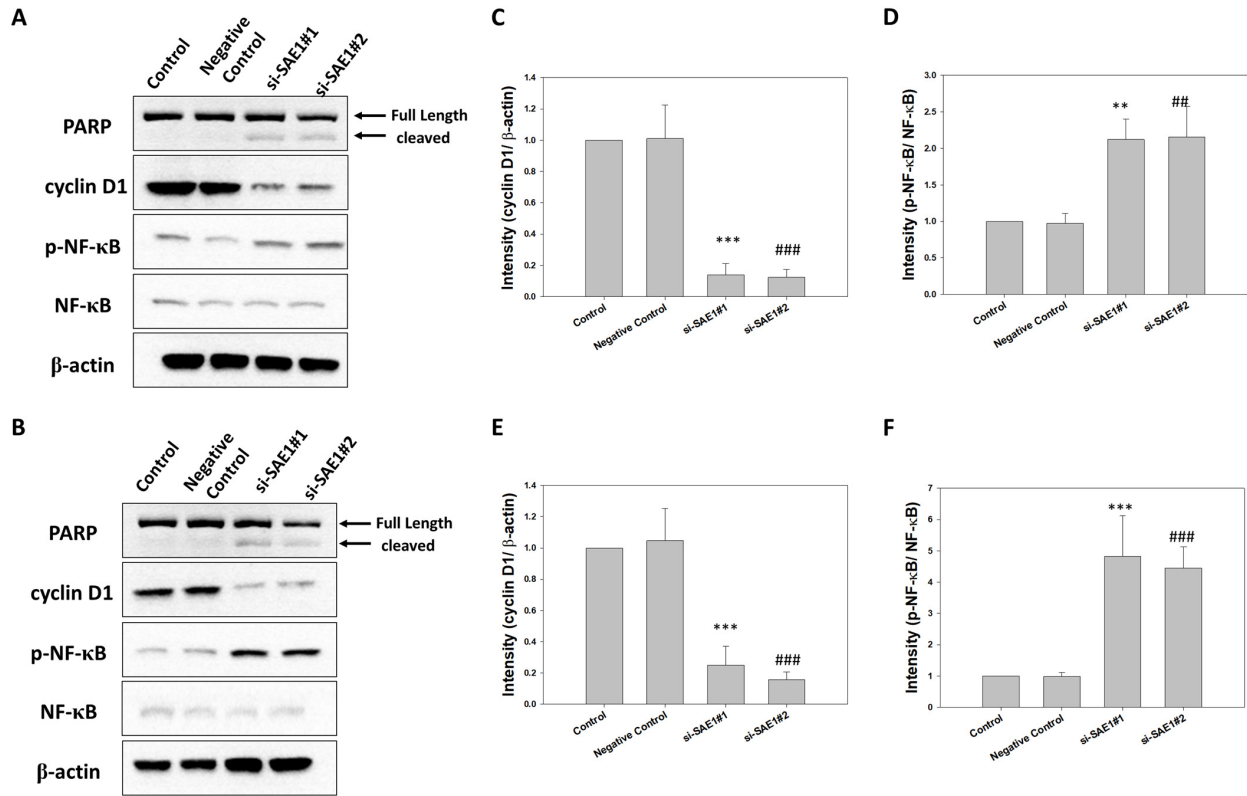 A
Control
Negative
Control
si-SAE1#1
si-SAE1#2
PARP
Full Length
cleaved
cyclin D1
p-NF-κB
NF-κB
β-actin
C
Intensity (cyclin D1/ β-actin)
1.4
1.2
1.0
0.8
0.6
0.4
0.2
0.0
***
###
Control
Negative Control
si-SAE1#1
si-SAE1#2
D
Intensity (p-NF-κB/ NF-κB)
3.0
2.5
2.0
1.5
1.0
0.5
0.0
**
##
Control
Negative Control
si-SAE1#1
si-SAE1#2
B
Control
Negative
Control
si-SAE1#1
si-SAE1#2
PARP
Full Length
cleaved
cyclin D1
p-NF-κB
NF-κB
β-actin
E
Intensity (cyclin D1/ β-actin)
1.4
1.2
1.0
0.8
0.6
0.4
0.2
0.0
***
###
Control
Negative Control
si-SAE1#1
si-SAE1#2
F
Intensity (p-NF-κB/ NF-κB)
7
6
5
4
3
2
1
0
***
###
Control
Negative Control
si-SAE1#1
si-SAE1#2